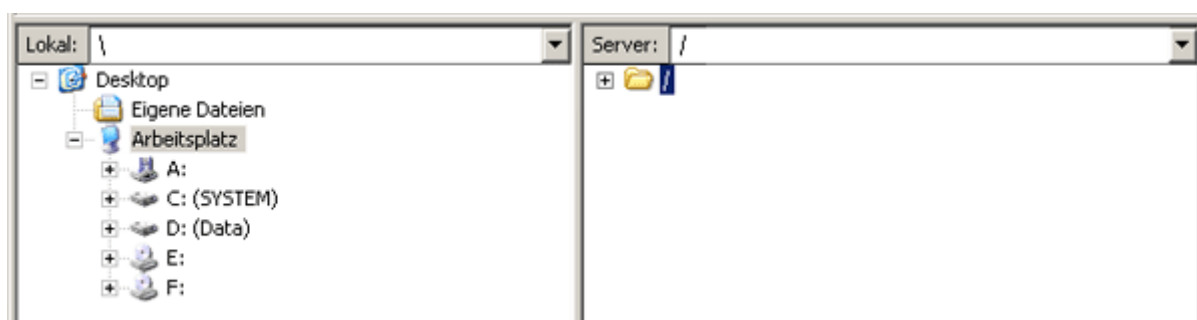 Lokal: \
Server: /
Desktop
Eigene Dateien
Arbeitsplatz
A:
C: (SYSTEM)
D: (Data)
E:
F:
/